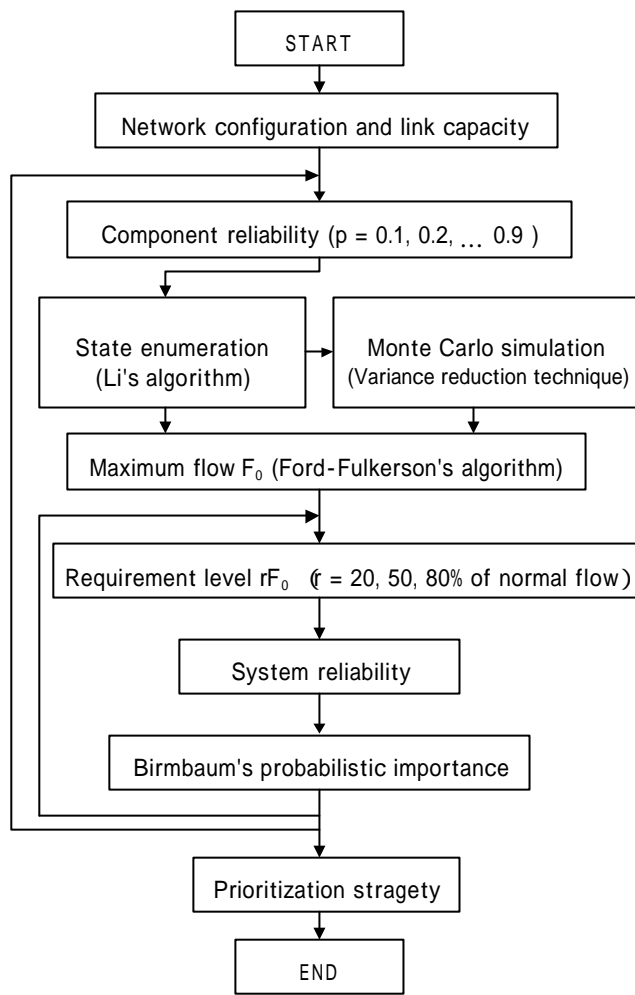 START
Network configuration and link capacity
Component reliability (p = 0.1, 0.2, ... 0.9 )
State enumeration
(Li's algorithm)
Monte Carlo simulation
(Variance reduction technique)
Maximum flow F₀ (Ford-Fulkerson's algorithm)
Requirement level rF₀ (r = 20, 50, 80% of normal flow)
System reliability
Birmbaum's probabilistic importance
Prioritization stragety
END